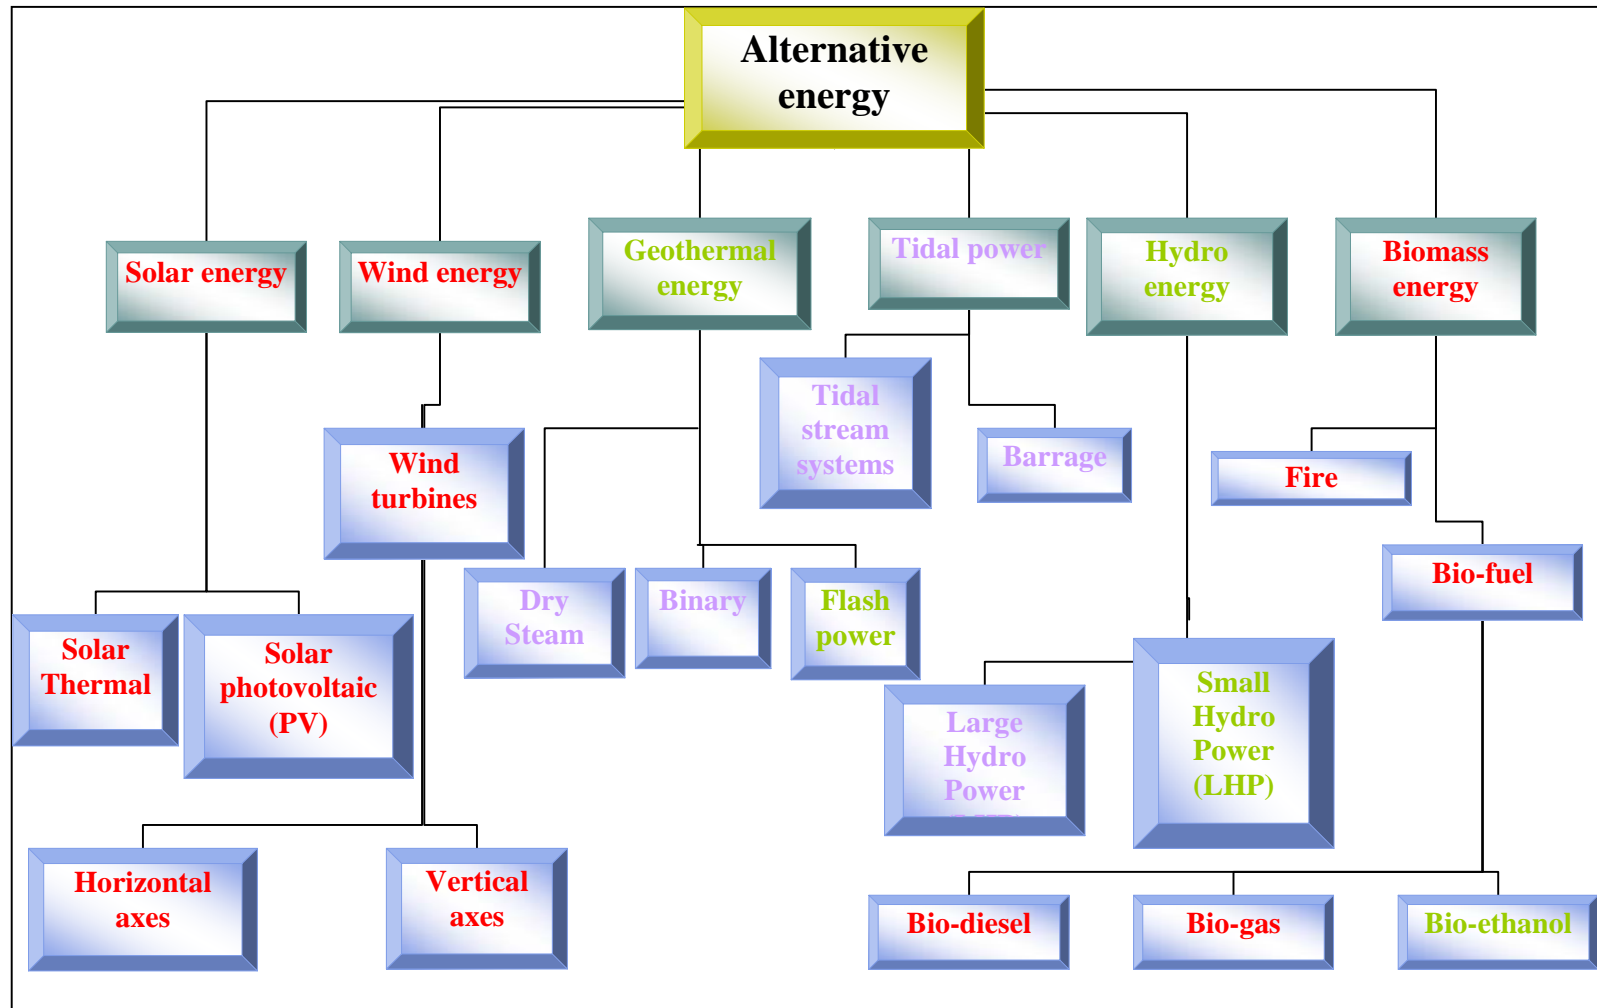 Alternative
energy
Solar energy
Wind energy
Geothermal
energy
Tidal power
Hydro
energy
Biomass
energy
Tidal
stream
systems
Barrage
Wind
turbines
Fire
Bio-fuel
Dry
Steam
Binary
Flash
power
Solar
Thermal
Solar
photovoltaic
(PV)
Large
Hydro
Power
Small
Hydro
Power
(LHP)
Horizontal
axes
Vertical
axes
Bio-diesel
Bio-gas
Bio-ethanol